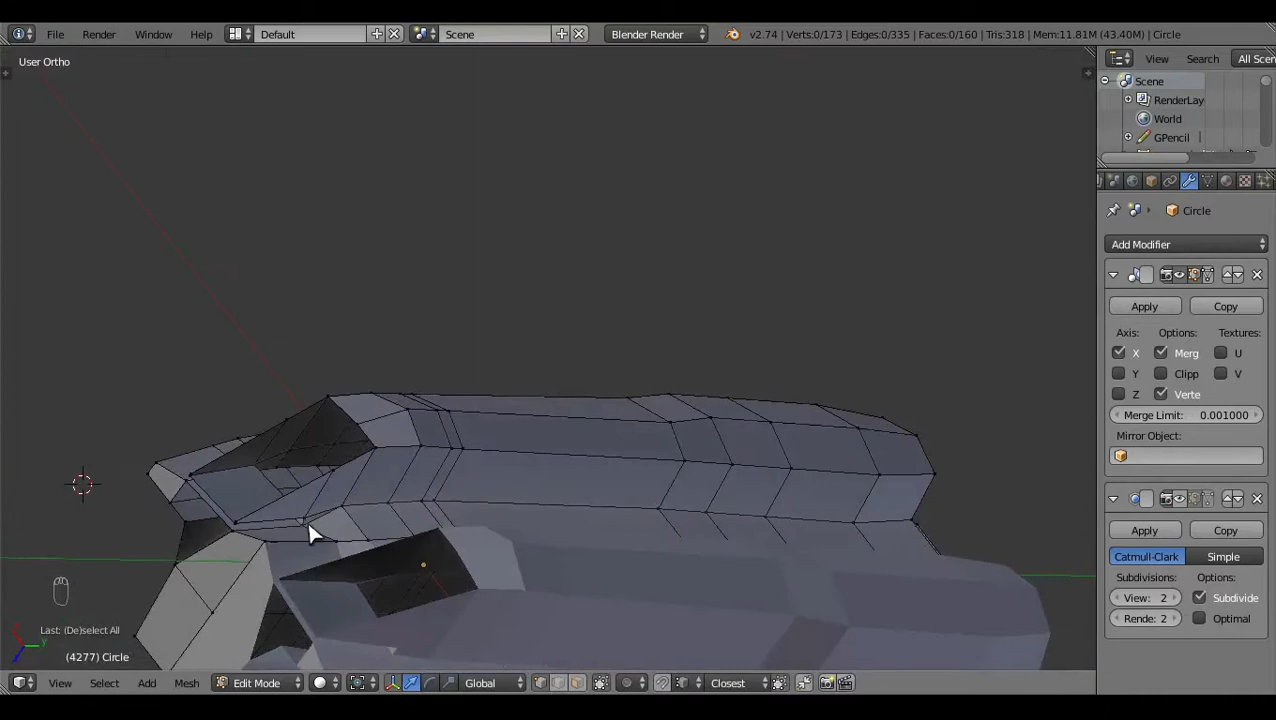 File Render Window Help Default Scene Blender Render v2.74 | Verts:0/173 | Edges:0/335 | Faces:0/160 | Tris:318 | Mem:11.81M (43.40M) | Circle
User Ortho
View Search All Scen
Scene
RenderLay
World
GPencil
Circle
Add Modifier
Apply Copy
Axis: Options: Textures:
X Merg U
Y Clipp V
Z Verte
Merge Limit: 0.001000
Mirror Object:
Apply Copy
Catmull-Clark Simple
Subdivisions: Options:
View: 2 Subdivide
Rende: 2 Optimal
Last: (De)select All
(4277) Circle
View Select Add Mesh Edit Mode Global Closest